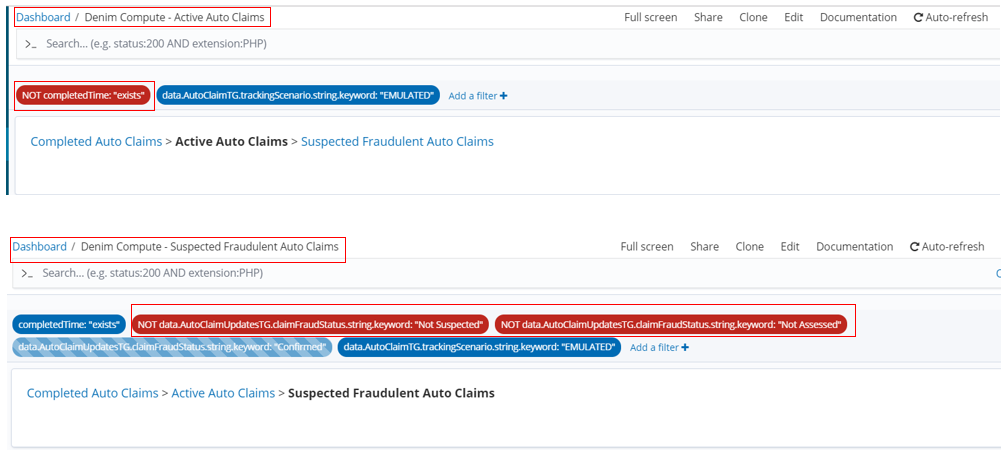 Dashboard / Denim Compute - Active Auto Claims Full screen Share Clone Edit Documentation Auto-refresh
>_ Search... (e.g. status:200 AND extension:PHP)
NOT completedTime: "exists" data.AutoClaimTG.trackingScenario.string.keyword: "EMULATED" Add a filter +
Completed Auto Claims > Active Auto Claims > Suspected Fraudulent Auto Claims
Dashboard / Denim Compute - Suspected Fraudulent Auto Claims Full screen Share Clone Edit Documentation Auto-refresh
>_ Search... (e.g. status:200 AND extension:PHP)
completedTime: "exists" NOT data.AutoClaimUpdatesTG.claimFraudStatus.string.keyword: "Not Suspected" NOT data.AutoClaimUpdatesTG.claimFraudStatus.string.keyword: "Not Assessed"
data.AutoClaimUpdatesTG.claimFraudStatus.string.keyword: "Confirmed" data.AutoClaimTG.trackingScenario.string.keyword: "EMULATED" Add a filter +
Completed Auto Claims > Active Auto Claims > Suspected Fraudulent Auto Claims